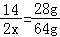 14/2x = 28g/64g